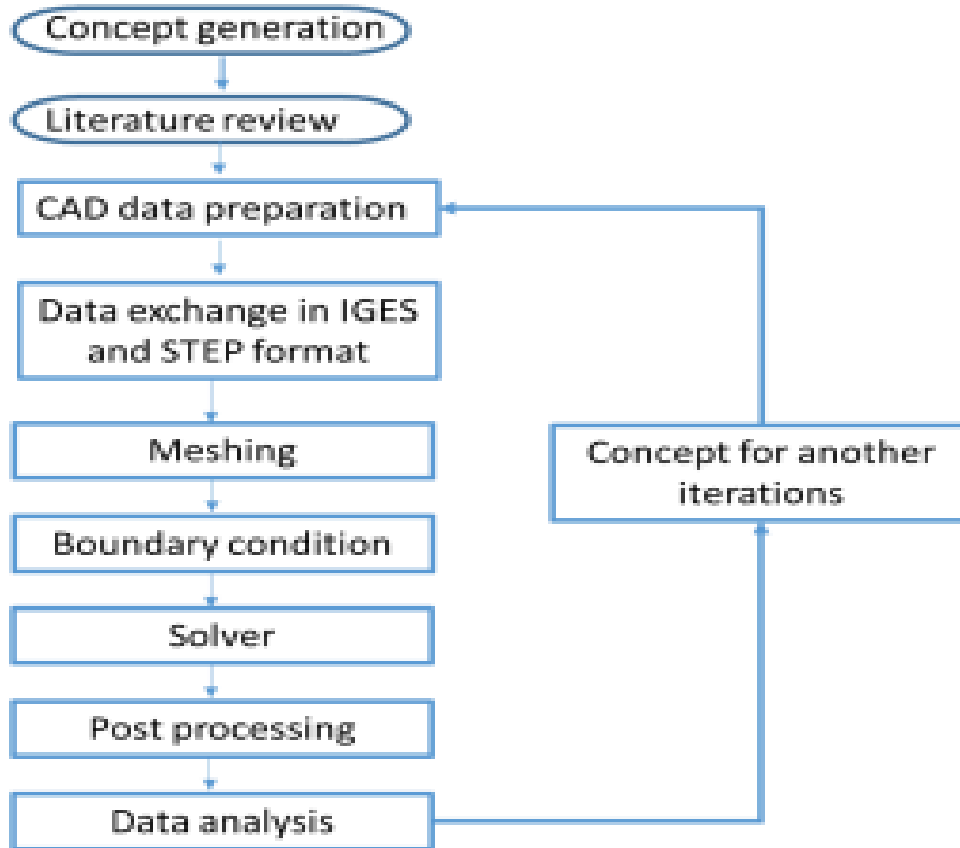 Concept generation
Literature review
CAD data preparation
Data exchange in IGES
and STEP format
Meshing
Boundary condition
Solver
Post processing
Data analysis
Concept for another
iterations